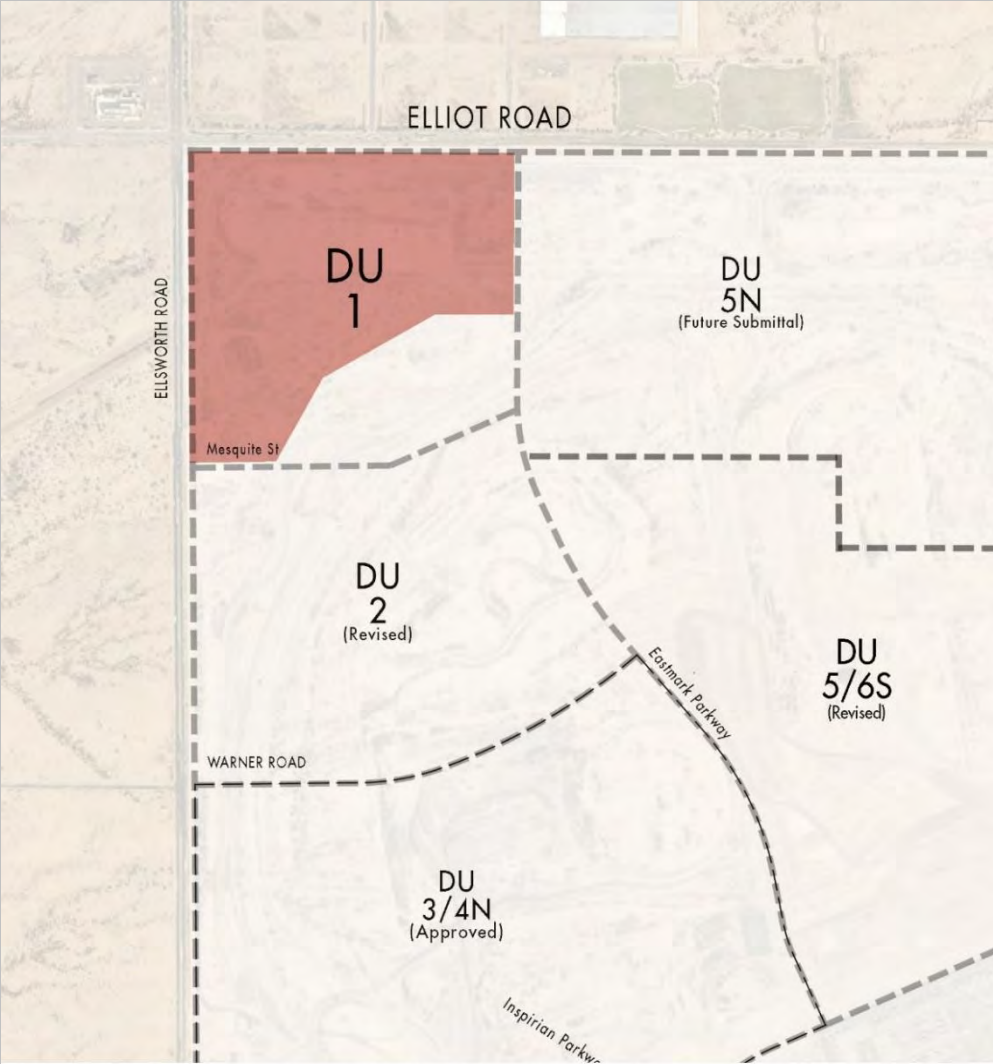 ELLIOT ROAD
DU
1
DU
5N
(Future Submittal)
ELLSWORTH ROAD
Mesquite St
DU
2
(Revised)
DU
5/6S
(Revised)
Eastmark Parkway
WARNER ROAD
DU
3/4N
(Approved)
Inspirian